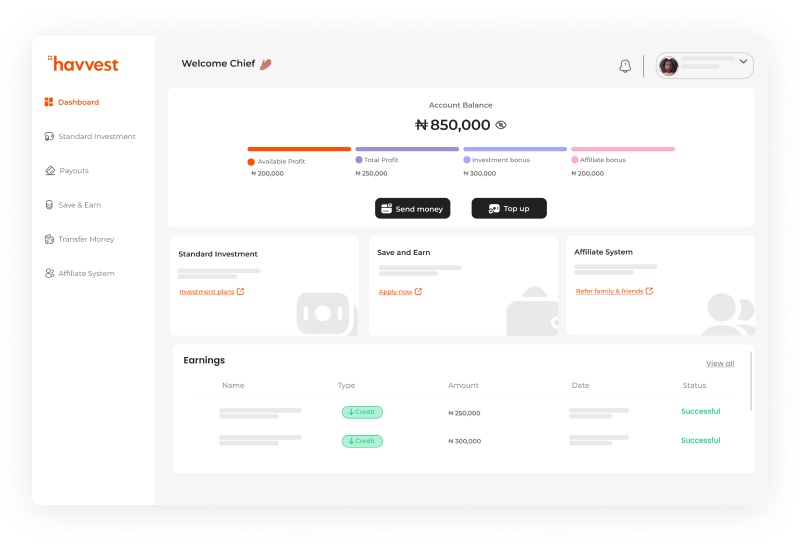 havvest
Welcome Chief
Dashboard
Standard Investment
Payouts
Save & Earn
Transfer Money
Affiliate System
Account Balance
₦850,000
Available Profit
₦ 200,000
Total Profit
₦ 250,000
Investment bonus
₦ 300,000
Affiliate bonus
₦ 200,000
Send money
Top up
Standard Investment
Investment plans
Save and Earn
Apply now
Affiliate System
Refer family & friends
Earnings
View all
Name Type Amount Date Status
Credit ₦ 250,000 Successful
Credit ₦ 300,000 Successful